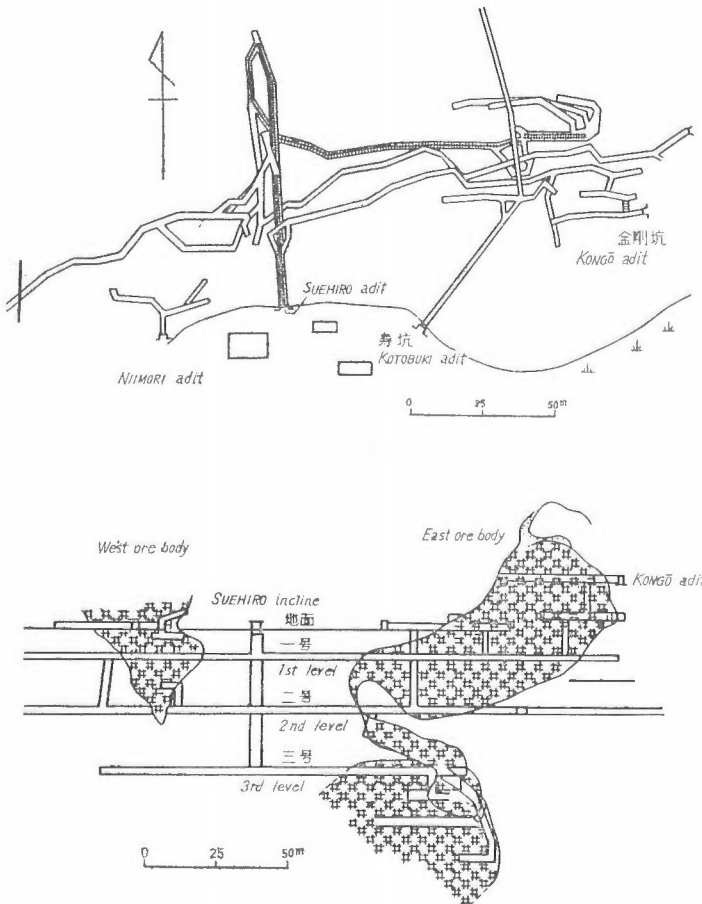 SUEHIRO adit
金剛坑
KONGŌ adit
寿坑
KOTOBUKI adit
NIIMORI adit
0 25 50m
West ore body
East ore body
SUEHIRO incline
KONGŌ adit
地面
一号
1st level
二号
2nd level
三号
3rd level
0 25 50m